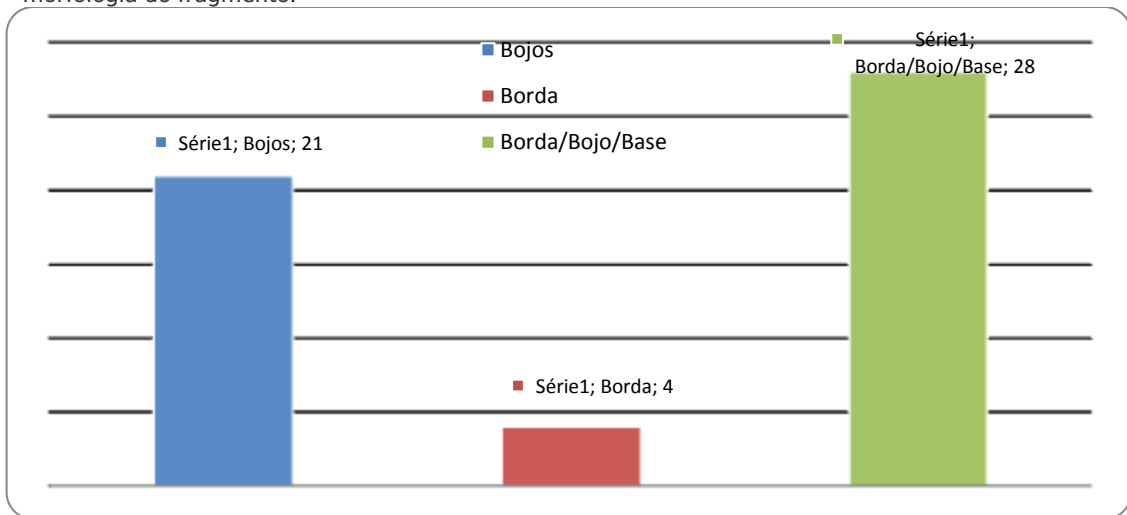 morfologia do fragmento.
Bojos
Borda
Borda/Bojo/Base
Série1; Bojos; 21
Série1; Borda; 4
Série1;
Borda/Bojo/Base; 28